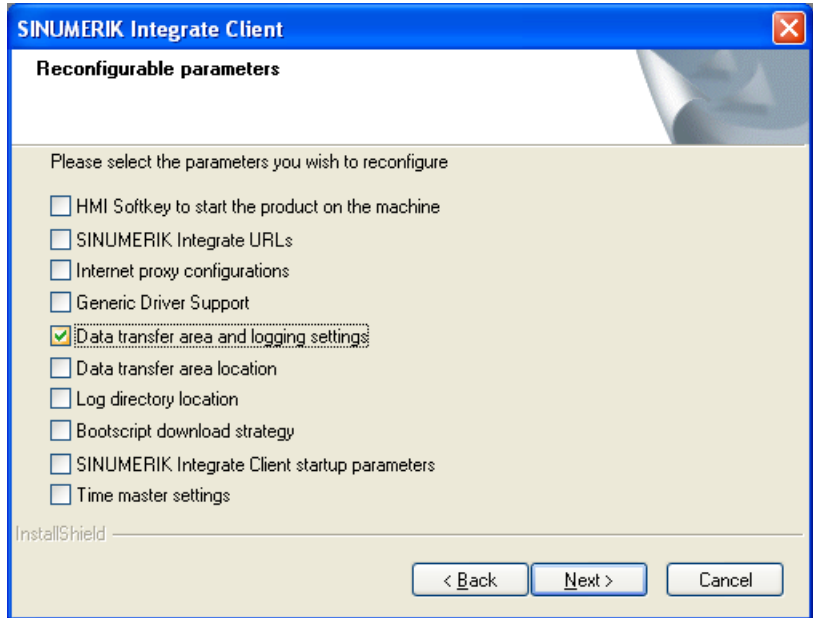 SINUMERIK Integrate Client
Reconfigurable parameters
Please select the parameters you wish to reconfigure
HMI Softkey to start the product on the machine
SINUMERIK Integrate URLs
Internet proxy configurations
Generic Driver Support
Data transfer area and logging settings
Data transfer area location
Log directory location
Bootscript download strategy
SINUMERIK Integrate Client startup parameters
Time master settings
InstallShield
< Back Next > Cancel